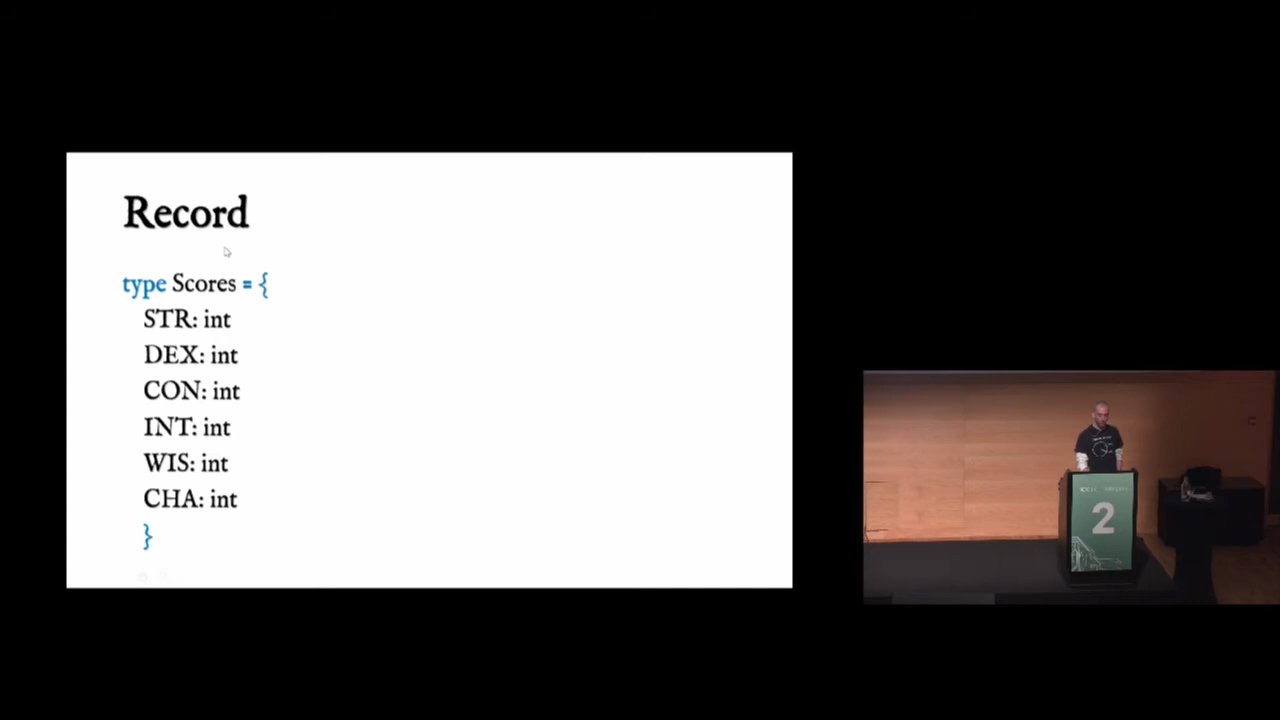 Record
type Scores = {
STR: int
DEX: int
CON: int
INT: int
WIS: int
CHA: int
}
2